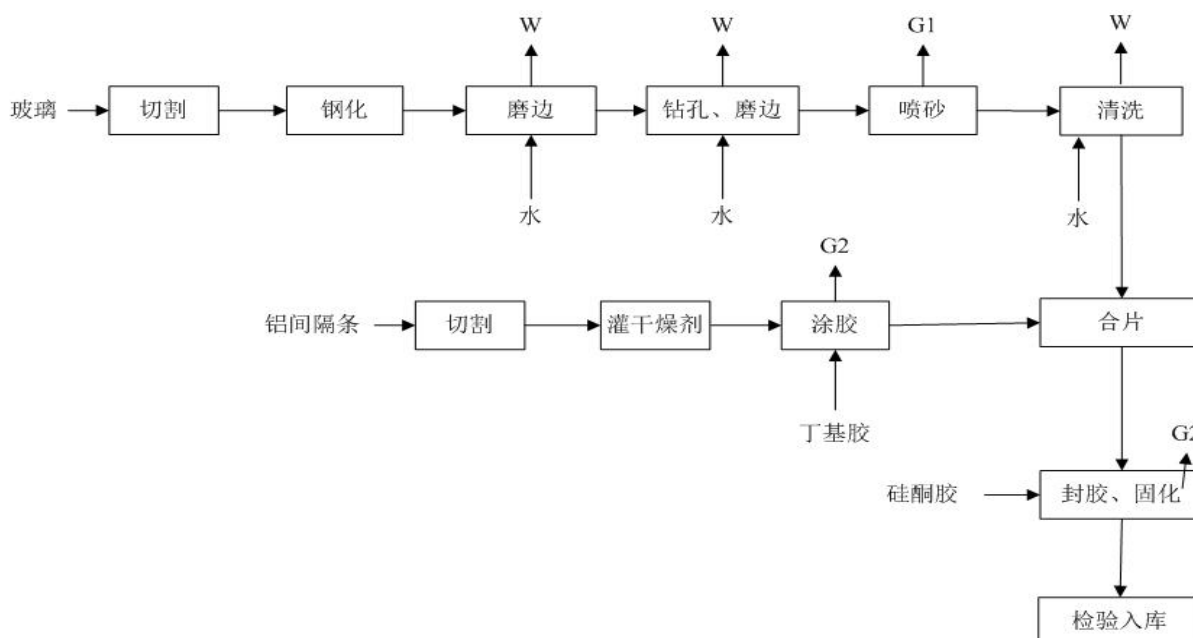 W W G1 W
玻璃 切割 钢化 磨边 钻孔、磨边 喷砂 清洗
水 水 水
G2
铝间隔条 切割 灌干燥剂 涂胶 合片
丁基胶
G2
硅酮胶 封胶、固化
检验入库